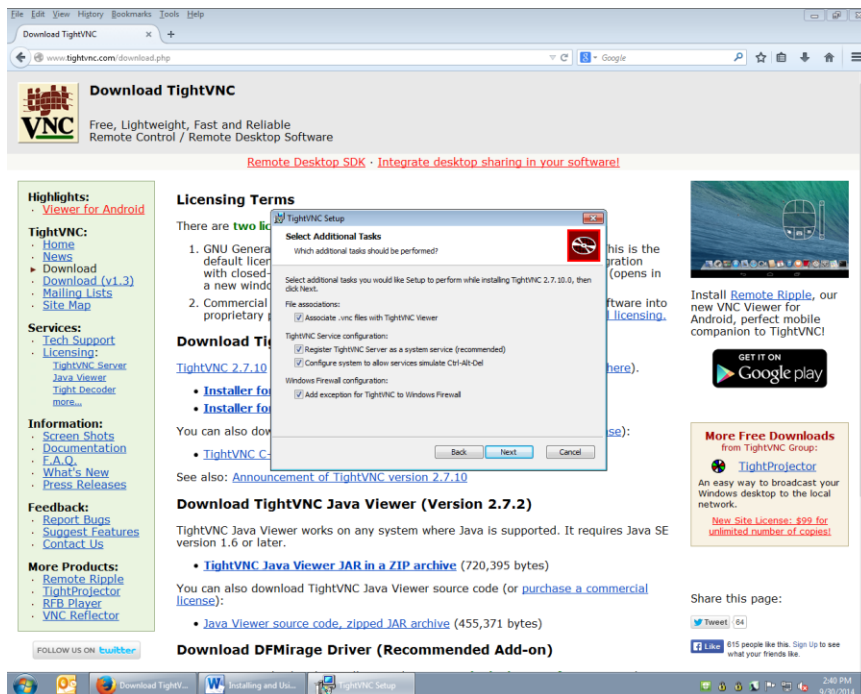 File Edit View History Bookmarks Tools Help
Download TightVNC × +
www.tightvnc.com/download.php
Google
tight VNC
Download TightVNC
Free, Lightweight, Fast and Reliable
Remote Control / Remote Desktop Software
Remote Desktop SDK · Integrate desktop sharing in your software!
Highlights:
· Viewer for Android
TightVNC:
· Home
· News
► Download
· Download (v1.3)
· Mailing Lists
· Site Map
Services:
· Tech Support
· Licensing:
TightVNC Server
Java Viewer
Tight Decoder
more...
Information:
· Screen Shots
· Documentation
· F.A.Q.
· What's New
· Press Releases
Feedback:
· Report Bugs
· Suggest Features
· Contact Us
More Products:
· Remote Ripple
· TightProjector
· RFB Player
· VNC Reflector
FOLLOW US ON twitter
Licensing Terms
There are two lic
1. GNU Genera his is the
default licen gration
with closed- (opens in
a new windo
2. Commercial ftware into
proprietary p l licensing.
Download Ti
TightVNC 2.7.10 here).
• Installer fo
• Installer fo
You can also dow se):
• TightVNC C-
See also: Announcement of TightVNC version 2.7.10
TightVNC Setup
Select Additional Tasks
Which additional tasks should be performed?
Select additional tasks you would like Setup to perform while installing TightVNC 2.7.10.0, then
click Next.
File associations:
Associate .vnc files with TightVNC Viewer
TightVNC Service configuration:
Register TightVNC Server as a system service (recommended)
Configure system to allow services simulate Ctrl-Alt-Del
Windows Firewall configuration:
Add exception for TightVNC to Windows Firewall
Back Next Cancel
Download TightVNC Java Viewer (Version 2.7.2)
TightVNC Java Viewer works on any system where Java is supported. It requires Java SE
version 1.6 or later.
• TightVNC Java Viewer JAR in a ZIP archive (720,395 bytes)
You can also download TightVNC Java Viewer source code (or purchase a commercial
license):
• Java Viewer source code, zipped JAR archive (455,371 bytes)
Download DFMirage Driver (Recommended Add-on)
Install Remote Ripple, our
new VNC Viewer for
Android, perfect mobile
companion to TightVNC!
GET IT ON
Google play
More Free Downloads
from TightVNC Group:
TightProjector
An easy way to broadcast your
Windows desktop to the local
network.
New Site License: $99 for
unlimited number of copies!
Share this page:
Tweet 64
Like 615 people like this. Sign Up to see
what your friends like.
Download TightV... Installing and Usi... TightVNC Setup
2:40 PM
9/30/2014